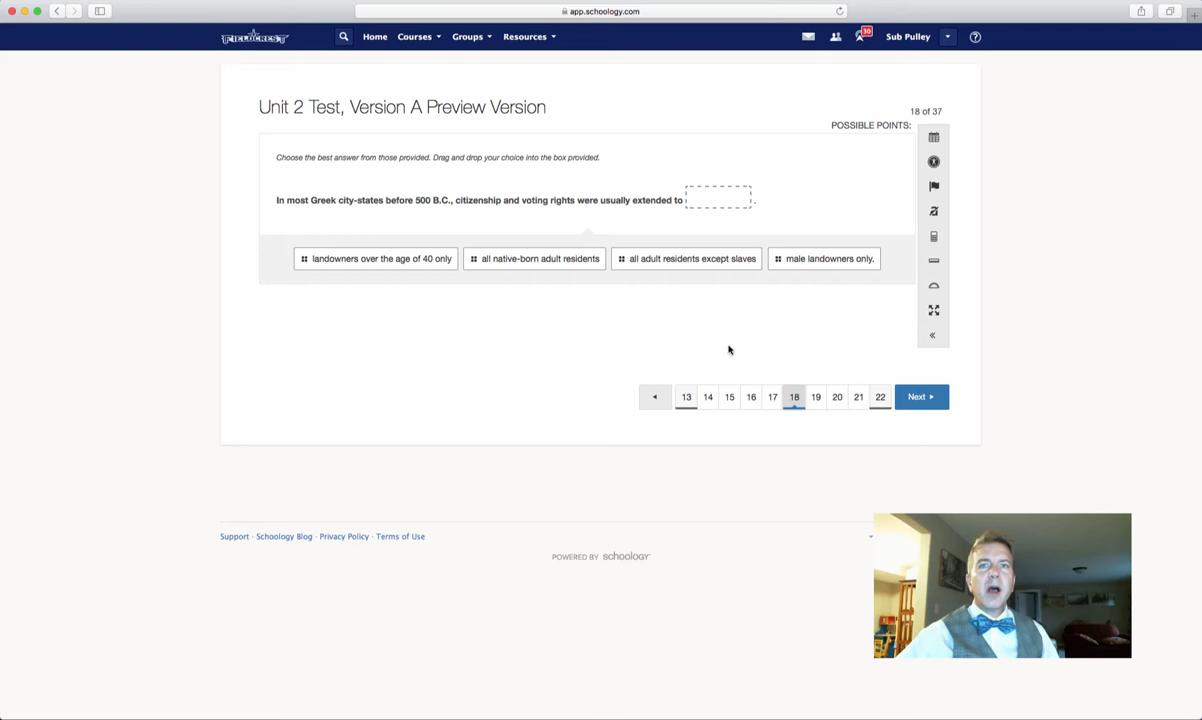 app.schoology.com
FIELDCREST
Home
Courses
Groups
Resources
30
Sub Pulley
Unit 2 Test, Version A Preview Version
18 of 37
POSSIBLE POINTS:
Choose the best answer from those provided. Drag and drop your choice into the box provided.
In most Greek city-states before 500 B.C., citizenship and voting rights were usually extended to .
landowners over the age of 40 only
all native-born adult residents
all adult residents except slaves
male landowners only.
13 14 15 16 17 18 19 20 21 22 Next
Support · Schoology Blog · Privacy Policy · Terms of Use
POWERED BY schoology